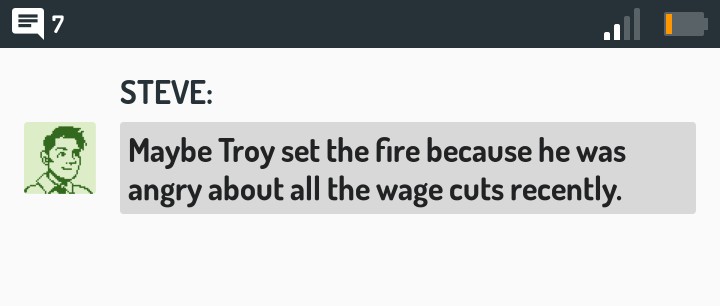 7
STEVE:
Maybe Troy set the fire because he was
angry about all the wage cuts recently.